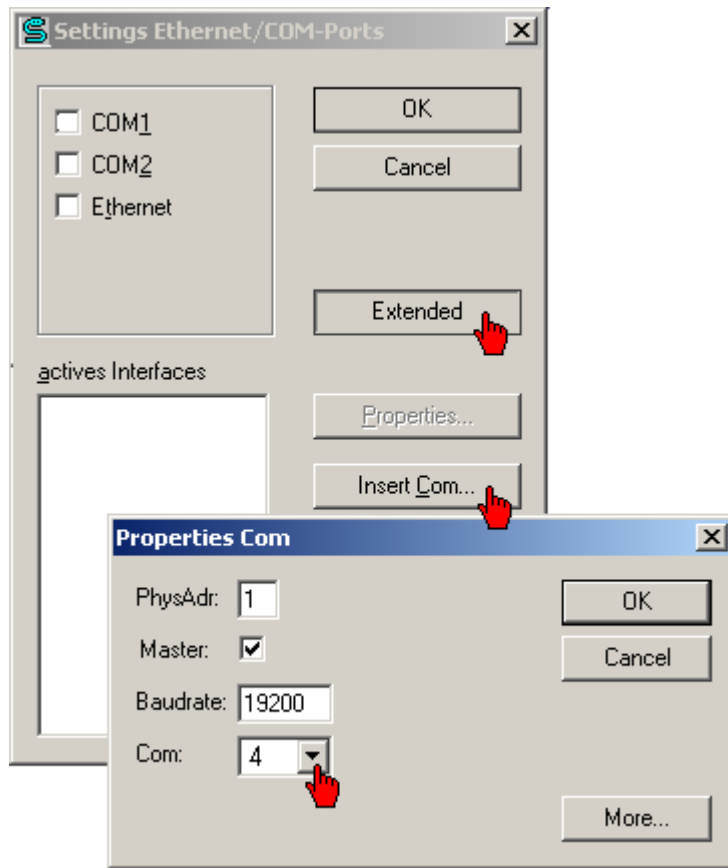 Settings Ethernet/COM-Ports
COM1
COM2
Ethernet
OK
Cancel
Extended
actives Interfaces
Properties...
Insert Com...
Properties Com
PhysAdr: 1
Master:
Baudrate: 19200
Com: 4
OK
Cancel
More...